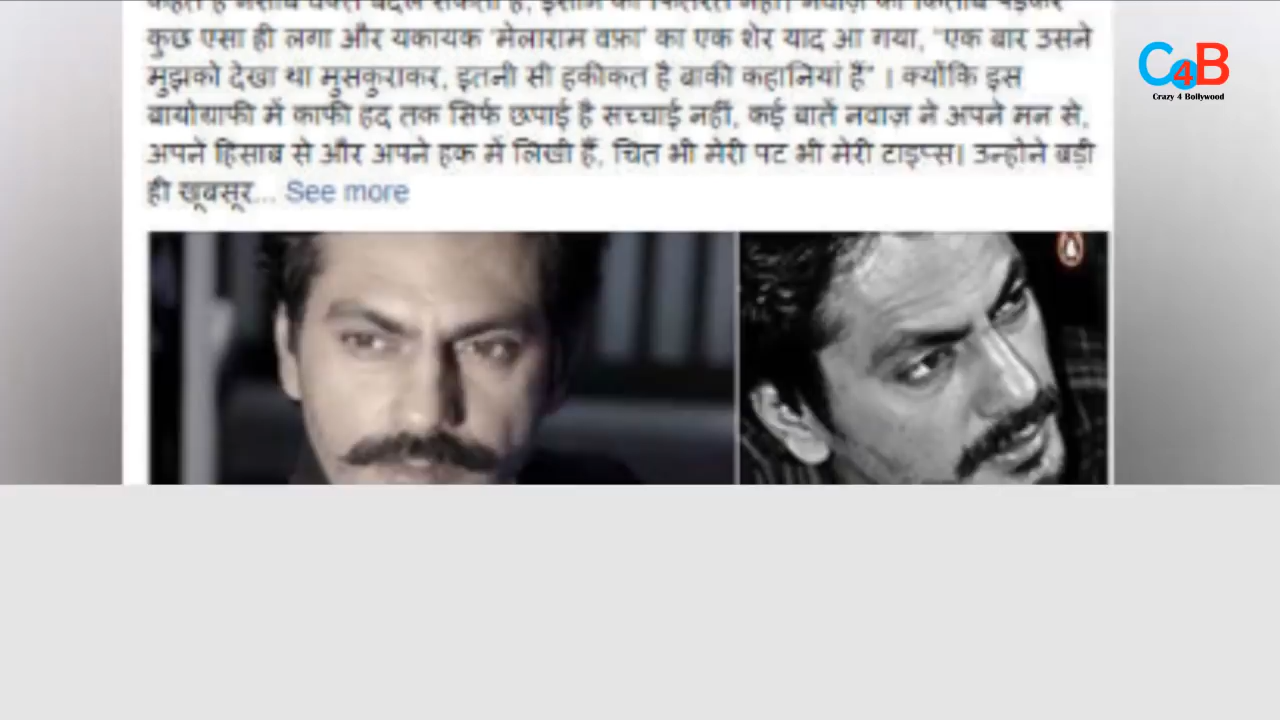 कुछ एसा ही लगा और यकायक 'मेलाराम वफ़ा' का एक शेर याद आ गया, "एक बार उसने
मुझको देखा था मुसकुराकर, इतनी सी हकीकत है बाकी कहानियां हैं" । क्योंकि इस
बायोग्राफी में काफी हद तक सिर्फ छपाई है सच्चाई नहीं, कई बातें नवाज़ ने अपने मन से,
अपने हिसाब से और अपने हक में लिखी हैं, चित भी मेरी पट भी मेरी टाइप्स। उन्होने बड़ी
ही खूबसूर... See more
C4B
Crazy 4 Bollywood